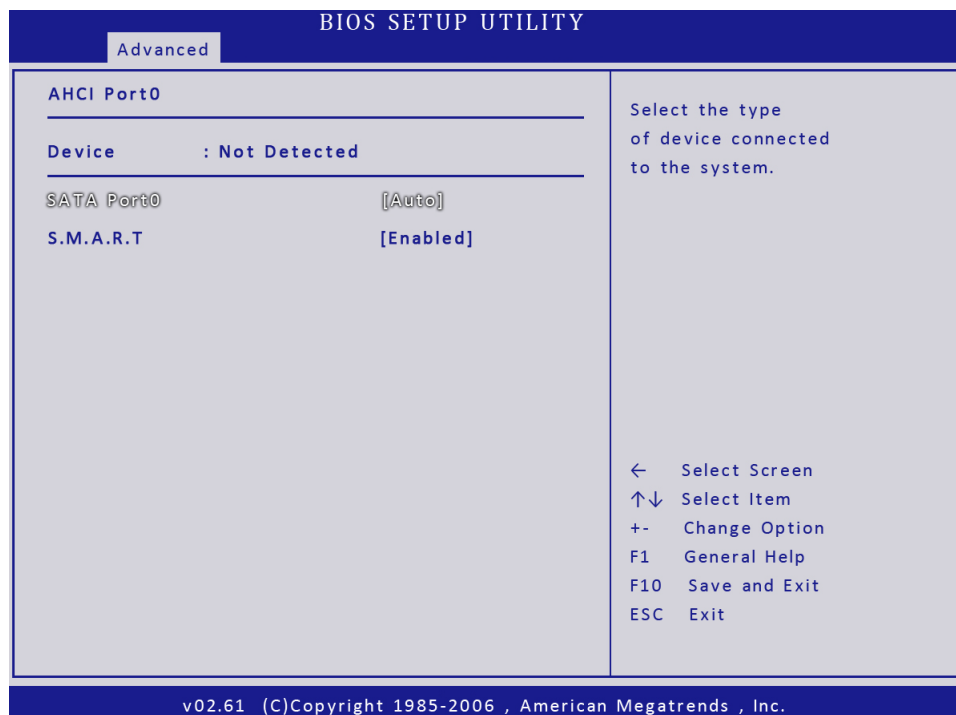 BIOS SETUP UTILITY
Advanced
AHCI Port0
Device : Not Detected
SATA Port0 [Auto]
S.M.A.R.T [Enabled]
Select the type
of device connected
to the system.
← Select Screen
↑↓ Select Item
+- Change Option
F1 General Help
F10 Save and Exit
ESC Exit
v02.61 (C)Copyright 1985-2006 , American Megatrends , Inc.